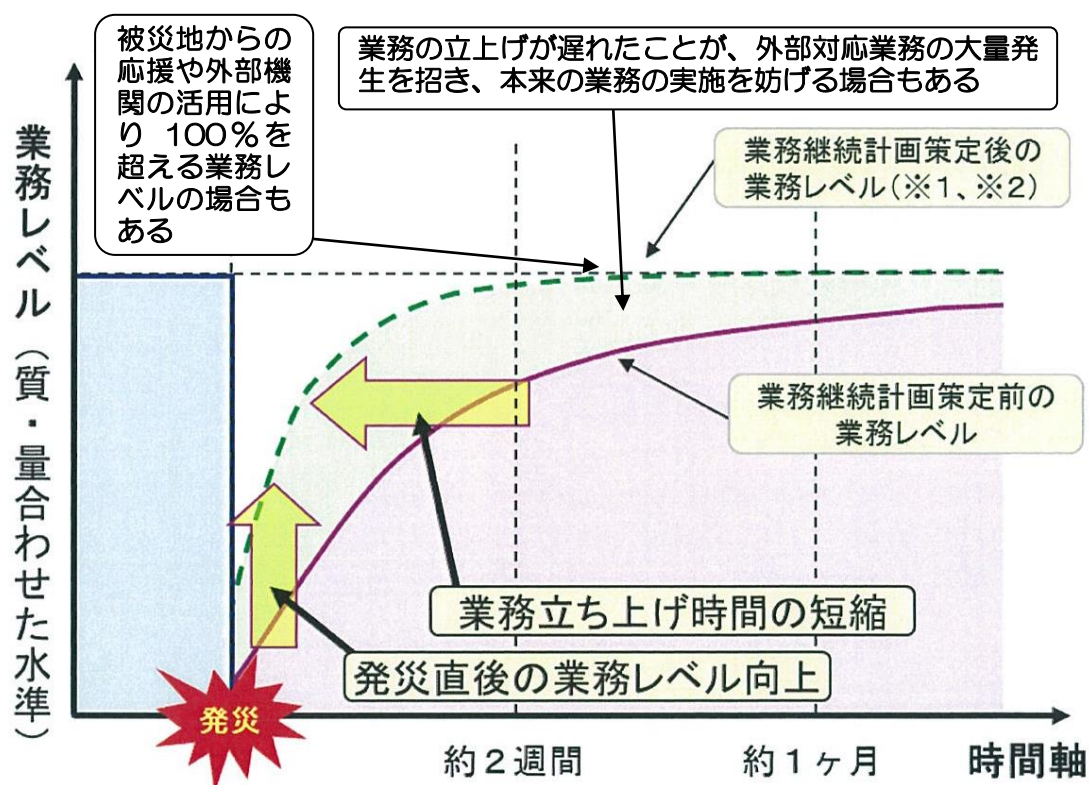 被災地からの
応援や外部機
関の活用によ
り 100%を
超える業務レ
ベルの場合も
ある
業務の立上げが遅れたことが、外部対応業務の大量発
生を招き、本来の業務の実施を妨げる場合もある
業務継続計画策定後の
業務レベル(※1、※2)
業務レベル(質・量合わせた水準)
業務継続計画策定前の
業務レベル
業務立ち上げ時間の短縮
発災直後の業務レベル向上
発災
約2週間
約1ヶ月
時間軸